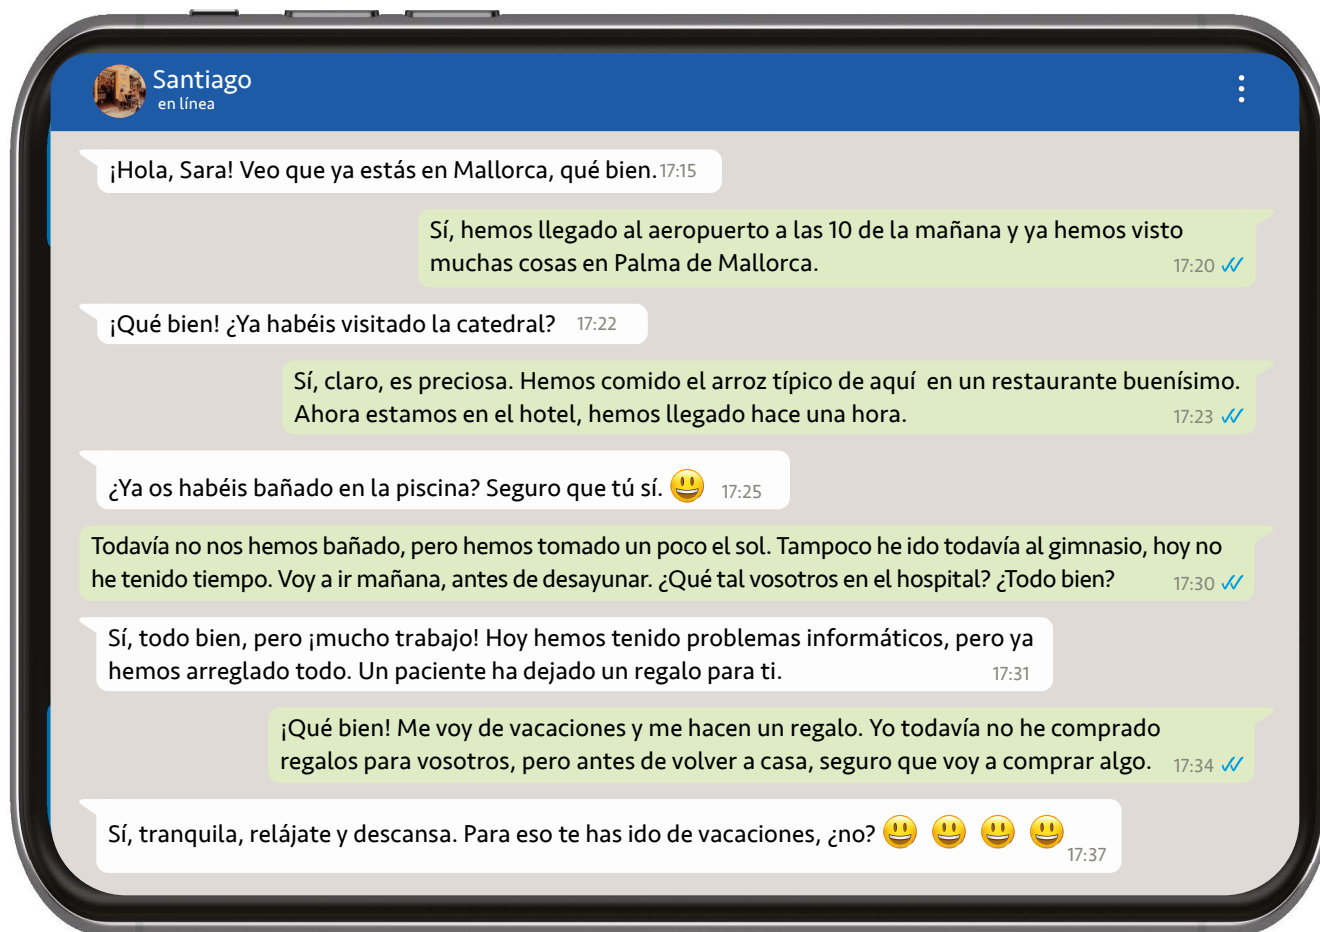 Santiago
en línea
¡Hola, Sara! Veo que ya estás en Mallorca, qué bien. 17:15
Sí, hemos llegado al aeropuerto a las 10 de la mañana y ya hemos visto
muchas cosas en Palma de Mallorca. 17:20
¡Qué bien! ¿Ya habéis visitado la catedral? 17:22
Sí, claro, es preciosa. Hemos comido el arroz típico de aquí en un restaurante buenísimo.
Ahora estamos en el hotel, hemos llegado hace una hora. 17:23
¿Ya os habéis bañado en la piscina? Seguro que tú sí. 😃 17:25
Todavía no nos hemos bañado, pero hemos tomado un poco el sol. Tampoco he ido todavía al gimnasio, hoy no
he tenido tiempo. Voy a ir mañana, antes de desayunar. ¿Qué tal vosotros en el hospital? ¿Todo bien? 17:30
Sí, todo bien, pero ¡mucho trabajo! Hoy hemos tenido problemas informáticos, pero ya
hemos arreglado todo. Un paciente ha dejado un regalo para ti. 17:31
¡Qué bien! Me voy de vacaciones y me hacen un regalo. Yo todavía no he comprado
regalos para vosotros, pero antes de volver a casa, seguro que voy a comprar algo. 17:34
Sí, tranquila, relájate y descansa. Para eso te has ido de vacaciones, ¿no? 😃 😃 😃 😃
17:37